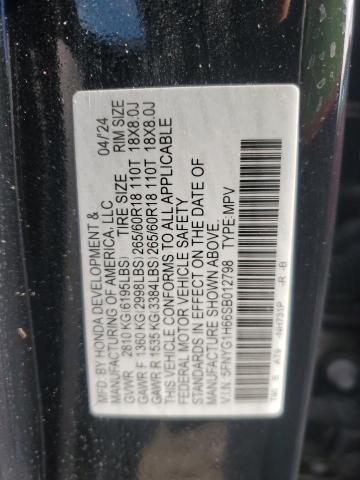 MFD. BY HONDA DEVELOPMENT & 04/24
MANUFACTURING OF AMERICA, LLC
TIRE SIZE RIM SIZE
GVWR 2810 KG(6195LBS)
GAWR F 1360 KG(2998LBS) 265/60R18 110T 18X8.0J
GAWR R 1535 KG(3384LBS) 265/60R18 110T 18X8.0J
THIS VEHICLE CONFORMS TO ALL APPLICABLE
FEDERAL MOTOR VEHICLE SAFETY
STANDARDS IN EFFECT ON THE DATE OF
MANUFACTURE SHOWN ABOVE.
V.I.N. 5FNYG1H66SB012798 TYPE:MPV
NH731P -R -B